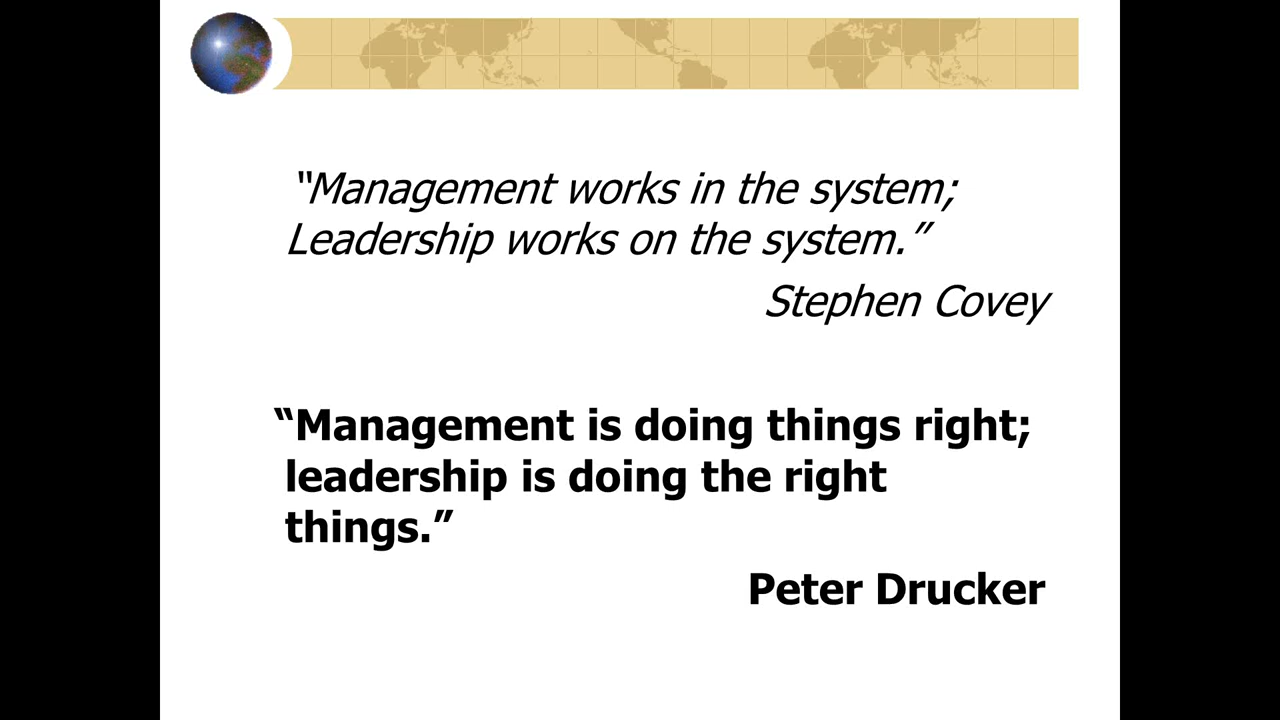 “Management works in the system;
Leadership works on the system.”
Stephen Covey
“Management is doing things right;
leadership is doing the right
things.”
Peter Drucker